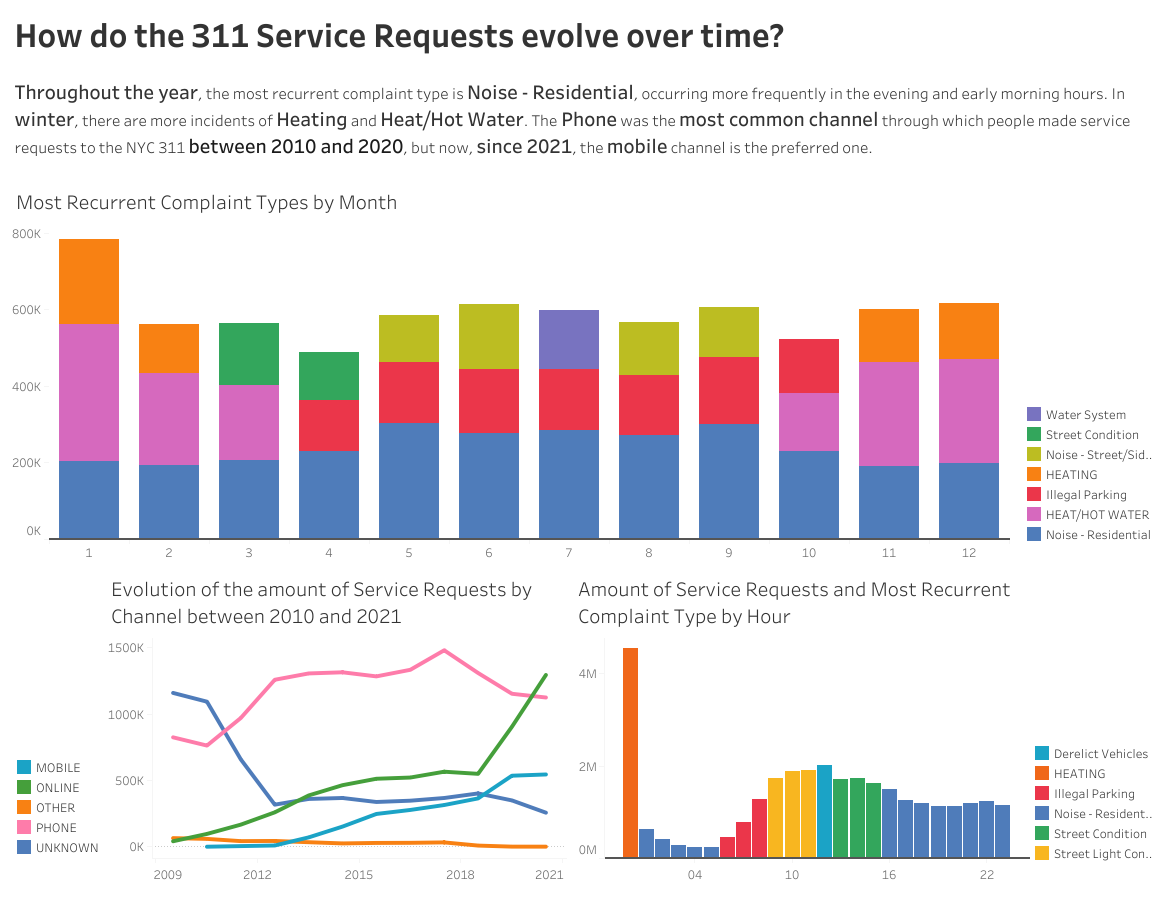 How do the 311 Service Requests evolve over time?
Throughout the year, the most recurrent complaint type is Noise - Residential, occurring more frequently in the evening and early morning hours. In
winter, there are more incidents of Heating and Heat/Hot Water. The Phone was the most common channel through which people made service
requests to the NYC 311 between 2010 and 2020, but now, since 2021, the mobile channel is the preferred one.
Most Recurrent Complaint Types by Month
800K
600K
400K
200K
0K
1 2 3 4 5 6 7 8 9 10 11 12
Water System
Street Condition
Noise - Street/Sid..
HEATING
Illegal Parking
HEAT/HOT WATER
Noise - Residential
Evolution of the amount of Service Requests by
Channel between 2010 and 2021
1500K
1000K
500K
0K
2009 2012 2015 2018 2021
MOBILE
ONLINE
OTHER
PHONE
UNKNOWN
Amount of Service Requests and Most Recurrent
Complaint Type by Hour
4M
2M
0M
04 10 16 22
Derelict Vehicles
HEATING
Illegal Parking
Noise - Resident..
Street Condition
Street Light Con..